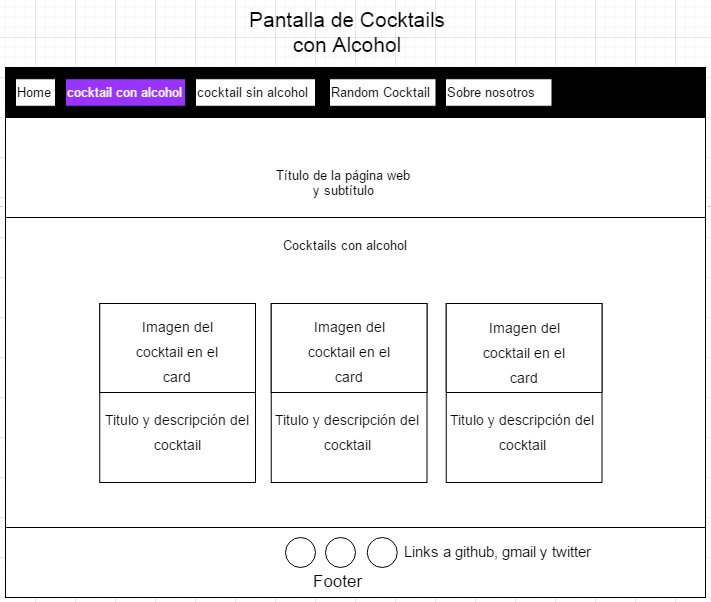 Pantalla de Cocktails
con Alcohol
Home
cocktail con alcohol
cocktail sin alcohol
Random Cocktail
Sobre nosotros
Título de la página web
y subtítulo
Cocktails con alcohol
Imagen del
cocktail en el
card
Titulo y descripción del
cocktail
Imagen del
cocktail en el
card
Titulo y descripción del
cocktail
Imagen del
cocktail en el
card
Titulo y descripción del
cocktail
Links a github, gmail y twitter
Footer